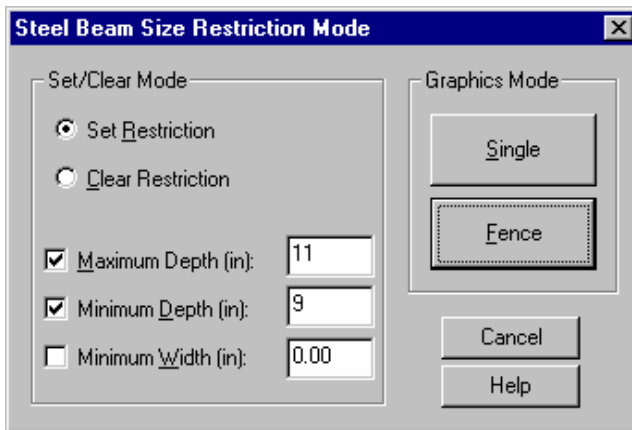 Steel Beam Size Restriction Mode
Set/Clear Mode
Set Restriction
Clear Restriction
Maximum Depth (in): 11
Minimum Depth (in): 9
Minimum Width (in): 0.00
Graphics Mode
Single
Fence
Cancel
Help